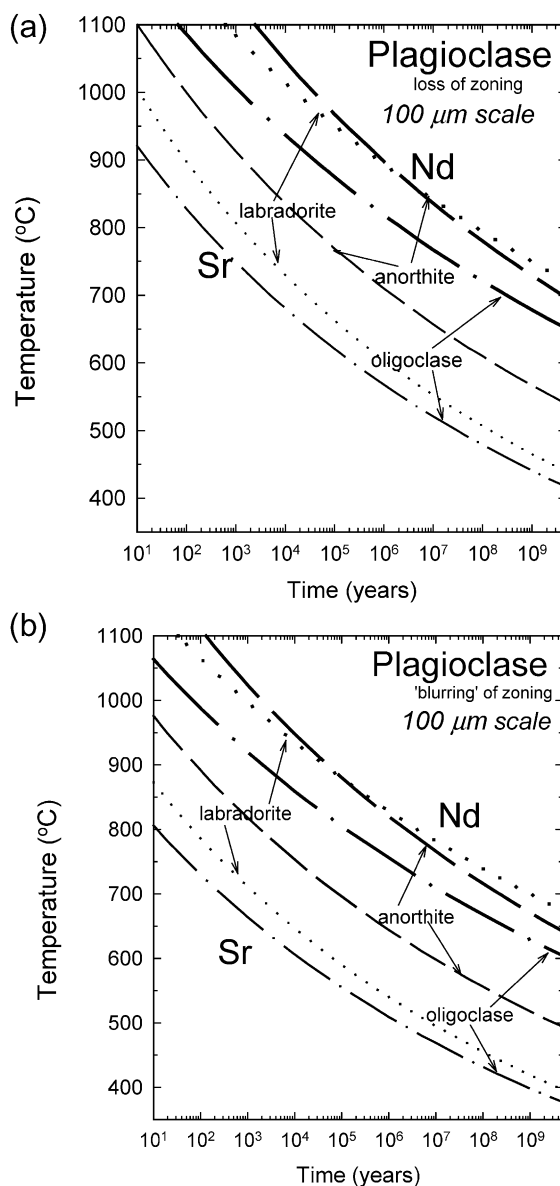 (a)
1100
1000
900
800
700
600
500
400
Temperature (ºC)
Plagioclase
loss of zoning
100 μm scale
Nd
labradorite
Sr
anorthite
oligoclase
10¹ 10² 10³ 10⁴ 10⁵ 10⁶ 10⁷ 10⁸ 10⁹
Time (years)
(b)
1100
1000
900
800
700
600
500
400
Temperature (ºC)
Plagioclase
'blurring' of zoning
100 μm scale
Nd
labradorite
anorthite
Sr
oligoclase
10¹ 10² 10³ 10⁴ 10⁵ 10⁶ 10⁷ 10⁸ 10⁹
Time (years)